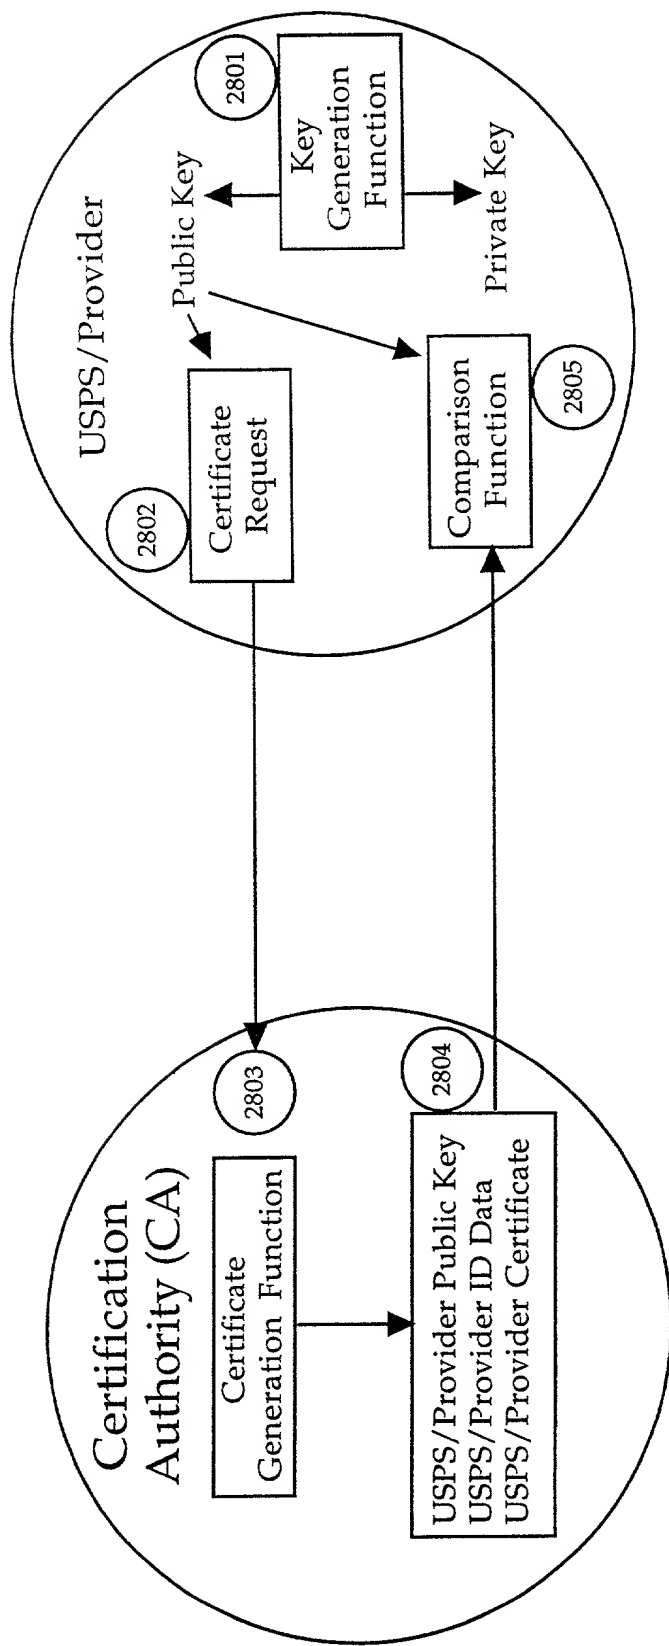 Certification
Authority (CA)
Certificate
Generation Function
2803
USPS/Provider Public Key
USPS/Provider ID Data
USPS/Provider Certificate
2804
USPS/Provider
2802
Certificate
Request
Public Key
2801
Key
Generation
Function
Private Key
Comparison
Function
2805